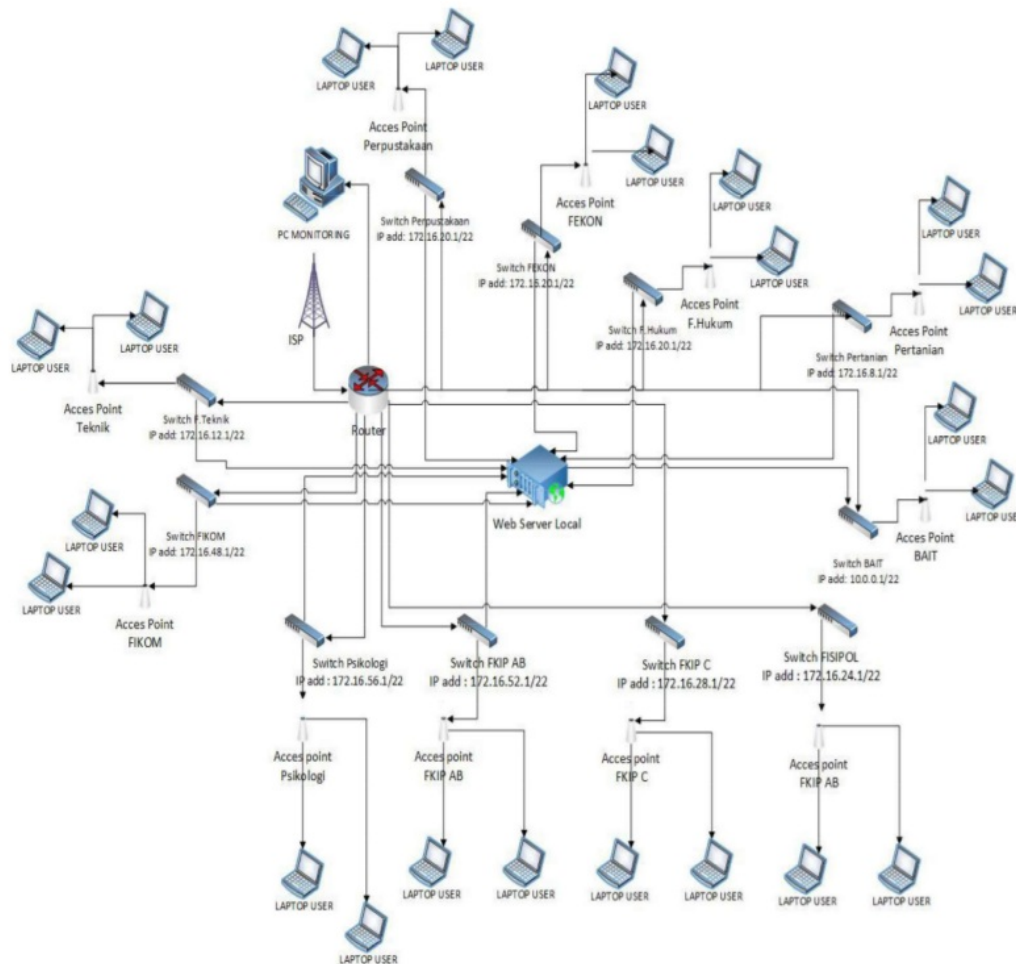 LAPTOP USER
LAPTOP USER
Acces Point
Perpustakaan
LAPTOP USER
LAPTOP USER
Acces Point
FEKON
PC MONITORING
Switch Perpustakaan
IP add: 172.16.20.1/22
LAPTOP USER
LAPTOP USER
Switch FEKON
IP add: 172.16.20.1/22
Acces Point
F.Hukum
LAPTOP USER
LAPTOP USER
Acces Point
Pertanian
ISP
Switch F.Hukum
IP add: 172.16.20.1/22
Switch Pertanian
IP add: 172.16.8.1/22
LAPTOP USER
LAPTOP USER
Acces Point
Teknik
Switch F.Teknik
IP add: 172.16.12.1/22
Router
LAPTOP USER
LAPTOP USER
Acces Point
BAIT
Web Server Local
Switch BAIT
IP add: 10.0.0.1/22
Switch FIKOM
IP add: 172.16.48.1/22
LAPTOP USER
LAPTOP USER
Acces Point
FIKOM
Switch Psikologi
IP add : 172.16.56.1/22
Switch FKIP AB
IP add : 172.16.52.1/22
Switch FKIP C
IP add : 172.16.28.1/22
Switch FISIPOL
IP add : 172.16.24.1/22
Acces point
Psikologi
Acces point
FKIP AB
Acces point
FKIP C
Acces point
FKIP AB
LAPTOP USER
LAPTOP USER
LAPTOP USER
LAPTOP USER
LAPTOP USER
LAPTOP USER
LAPTOP USER
LAPTOP USER